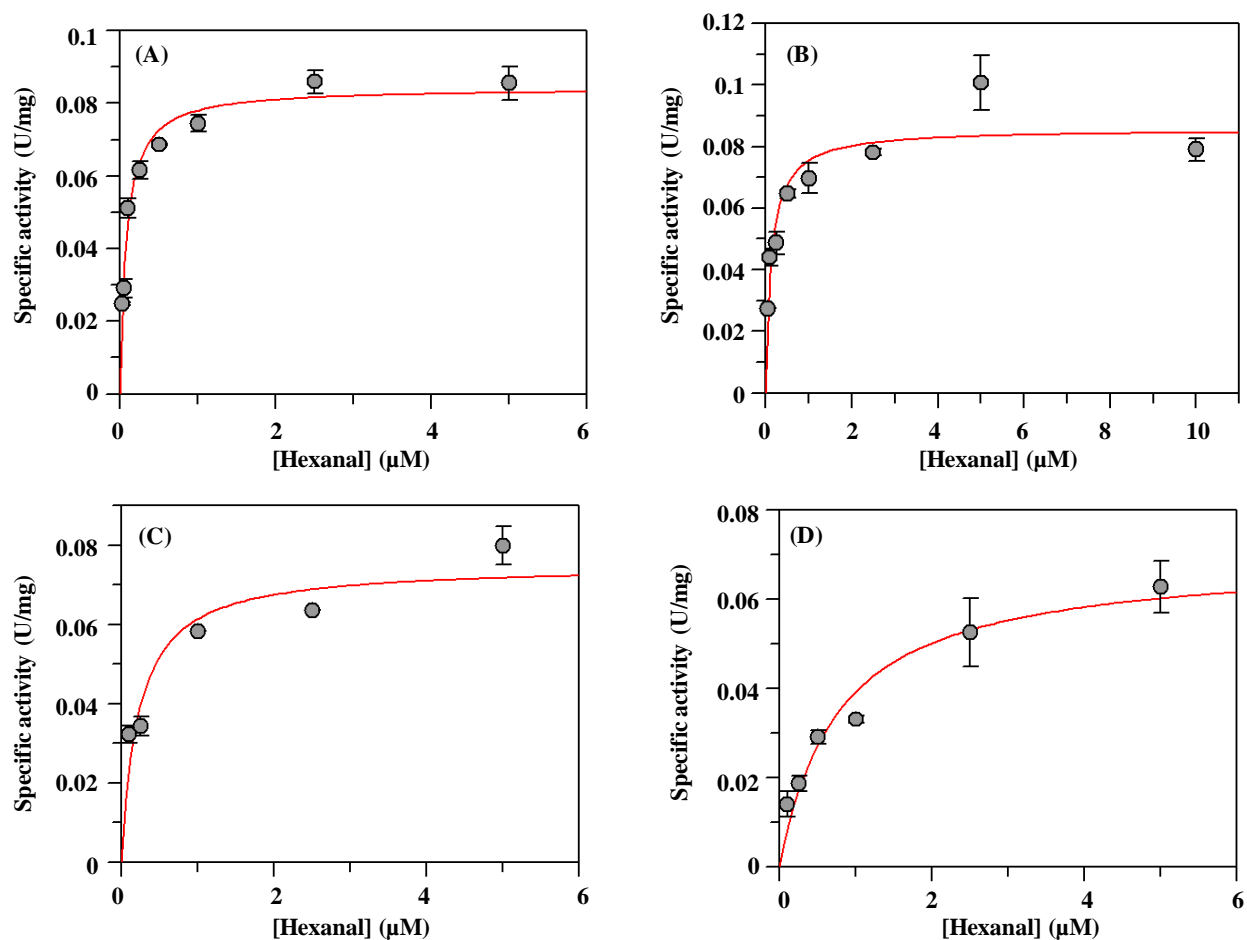 (A)
Specific activity (U/mg)
0.1
0.08
0.06
0.04
0.02
0
0 2 4 6
[Hexanal] (µM)
(B)
Specific activity (U/mg)
0.12
0.1
0.08
0.06
0.04
0.02
0
0 2 4 6 8 10
[Hexanal] (µM)
(C)
Specific activity (U/mg)
0.08
0.06
0.04
0.02
0
0 2 4 6
[Hexanal] (µM)
(D)
Specific activity (U/mg)
0.08
0.06
0.04
0.02
0
0 2 4 6
[Hexanal] (µM)